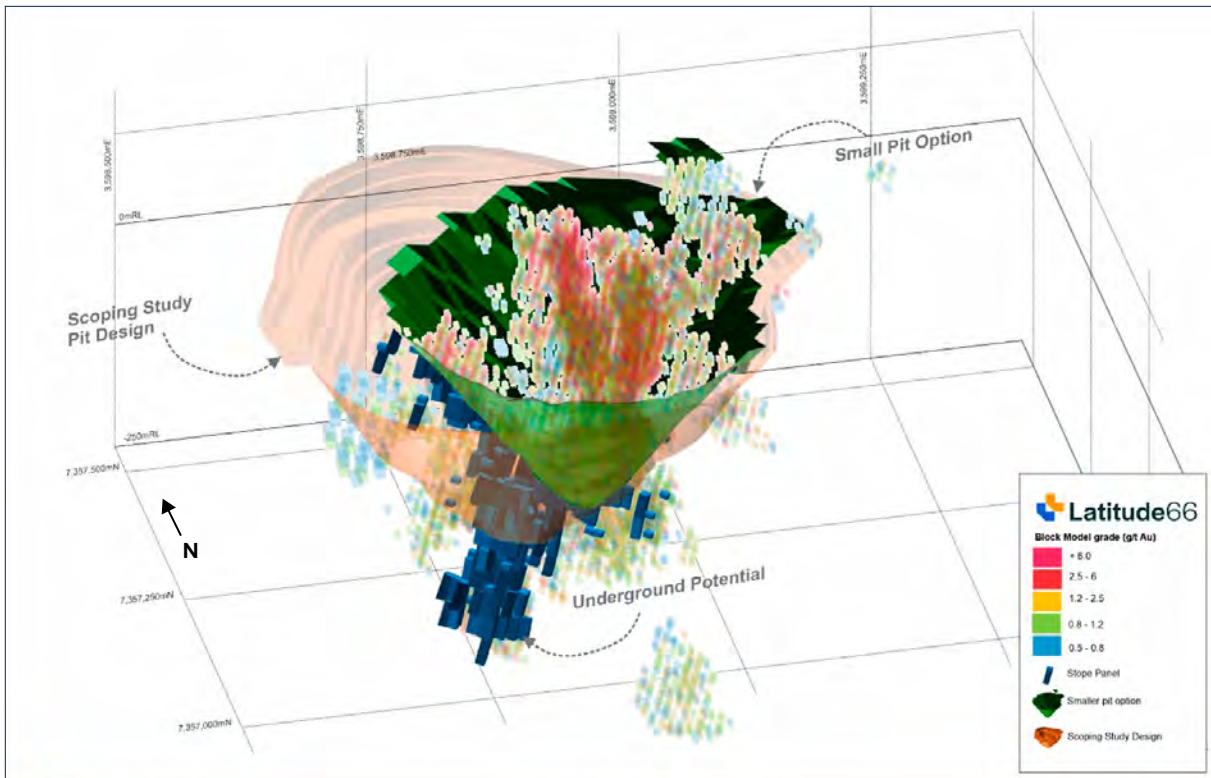 3,598,500mE
3,598,750mE
3,598,750mE
3,599,000mE
3,599,250mE
Small Pit Option
0mRL
Scoping Study
Pit Design
-250mRL
7,357,500mN
N
Underground Potential
7,357,250mN
7,357,000mN
Latitude66
Block Model grade (g/t Au)
+ 6.0
2.5 - 6
1.2 - 2.5
0.8 - 1.2
0.5 - 0.8
Stope Panel
Smaller pit option
Scoping Study Design